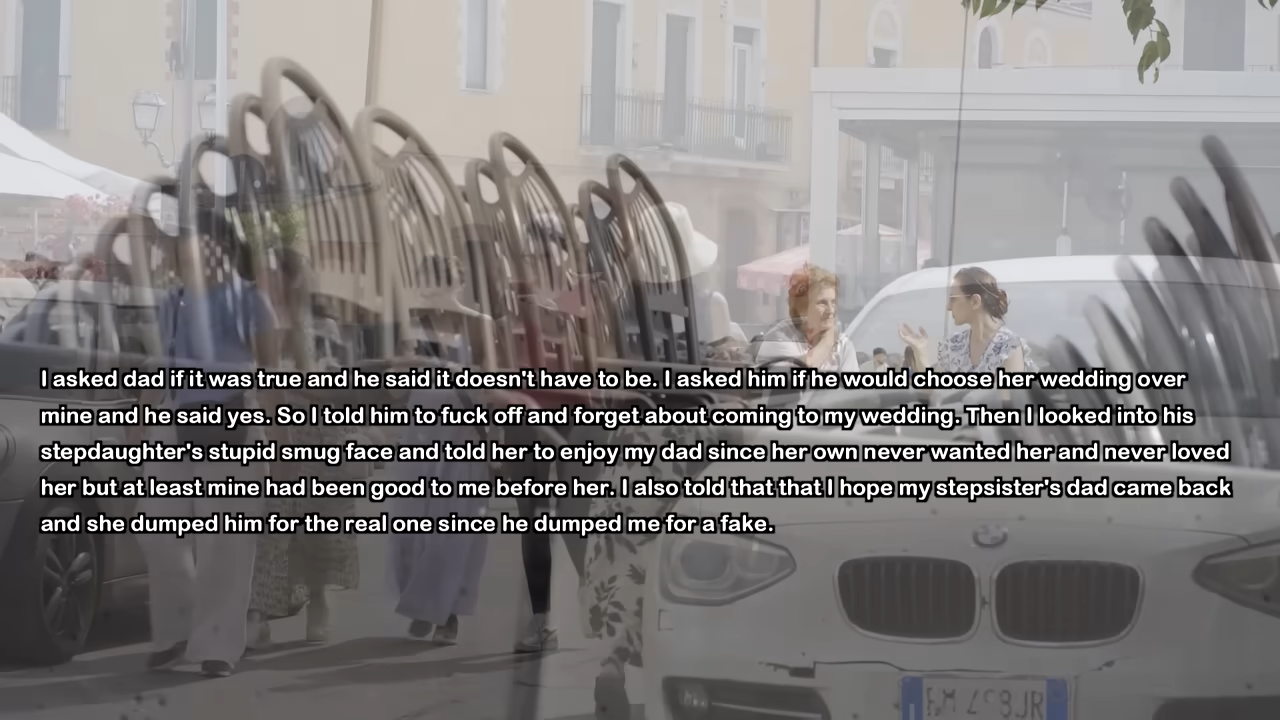 I asked dad if it was true and he said it doesn't have to be. I asked him if he would choose her wedding over
mine and he said yes. So I told him to fuck off and forget about coming to my wedding. Then I looked into his
stepdaughter's stupid smug face and told her to enjoy my dad since her own never wanted her and never loved
her but at least mine had been good to me before her. I also told that that I hope my stepsister's dad came back
and she dumped him for the real one since he dumped me for a fake.